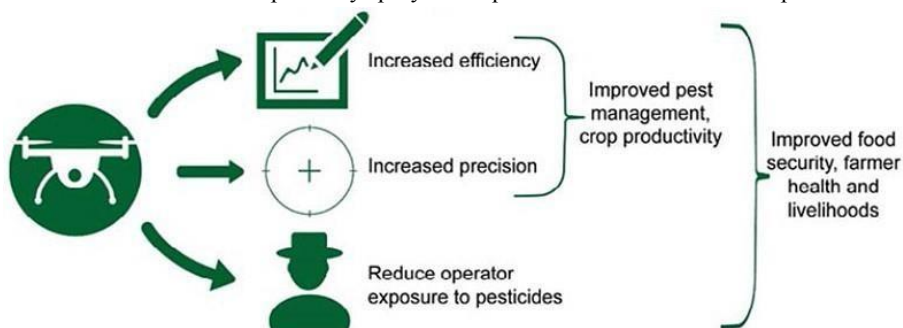 Increased efficiency
Increased precision
Reduce operator
exposure to pesticides
Improved pest
management,
crop productivity
Improved food
security, farmer
health and
livelihoods